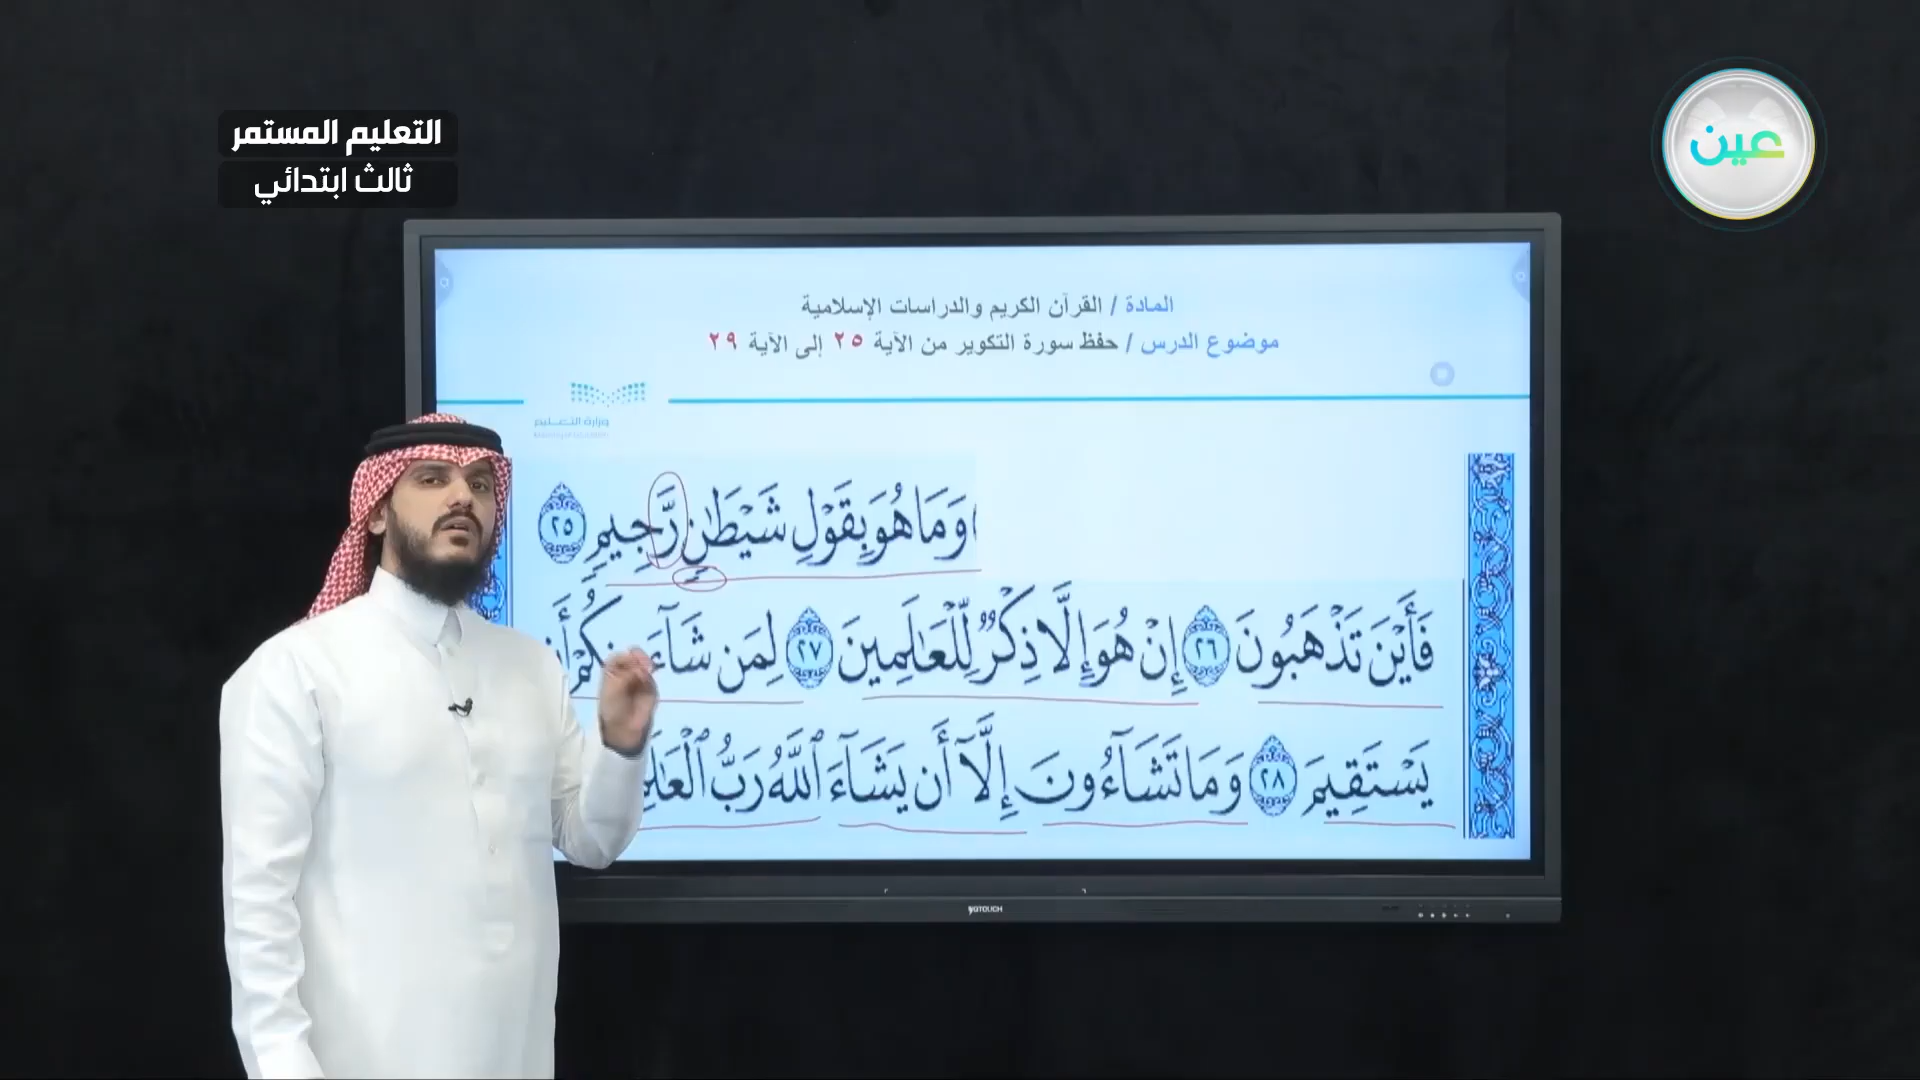 التعليم المستمر
ثالث ابتدائي
عين
المادة / القرآن الكريم والدراسات الإسلامية
موضوع الدرس / حفظ سورة التكوير من الآية ٢٥ إلى الآية ٢٩
وزارة التعليم
وَمَا هُوَ بِقَوْلِ شَيْطَٰنٍ رَّجِيمٍ ٢٥
فَأَيْنَ تَذْهَبُونَ ٢٦ إِنْ هُوَ إِلَّا ذِكْرٌ لِّلْعَٰلَمِينَ ٢٧ لِمَن شَآءَ مِنكُمْ أَن
يَسْتَقِيمَ ٢٨ وَمَا تَشَآءُونَ إِلَّآ أَن يَشَآءَ ٱللَّهُ رَبُّ